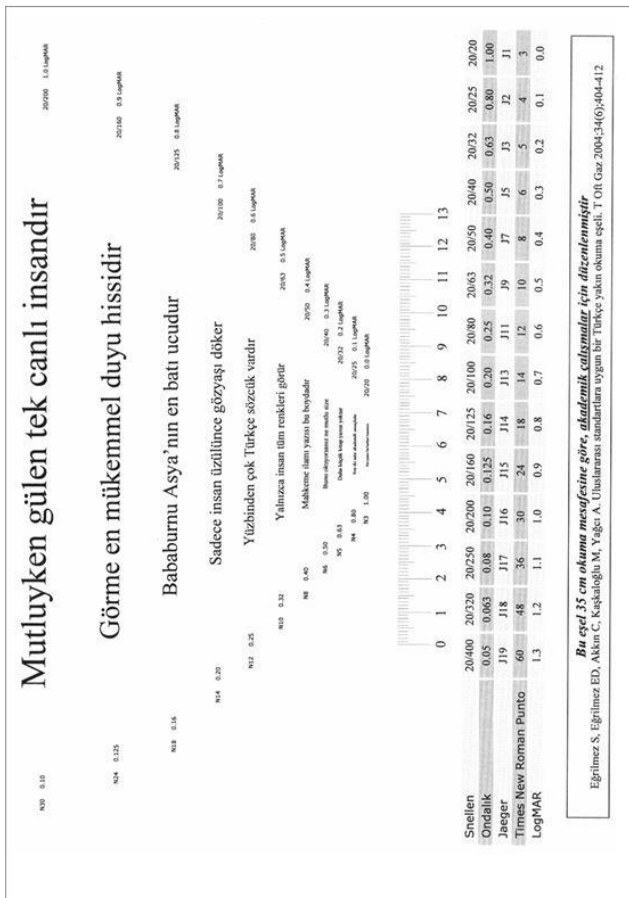 N30 0.10 Mutluyken gülen tek canlı insandır 20/200 1.0 LogMAR
N24 0.125 Görme en mükemmel duyu hissidir 20/160 0.9 LogMAR
N18 0.16 Bababurnu Asya'nın en batı ucudur 20/125 0.8 LogMAR
N14 0.20 Sadece insan üzülünce gözyaşı döker 20/100 0.7 LogMAR
N12 0.25 Yüzbinden çok Türkçe sözcük vardır 20/80 0.6 LogMAR
N10 0.32 Yalnızca insan tüm renkleri görür 20/63 0.5 LogMAR
N8 0.40 Mahkeme ilamı yazısı bu boydadır 20/50 0.4 LogMAR
N6 0.50 Bunu okuyorsanız ne mutlu size 20/40 0.3 LogMAR
N5 0.63 Daha küçük kitap yazısı yoktur 20/32 0.2 LogMAR
N4 0.80 20/25 0.1 LogMAR
N3 1.00 20/20 0.0 LogMAR
0 1 2 3 4 5 6 7 8 9 10 11 12 13
Snellen 20/400 20/320 20/250 20/200 20/160 20/125 20/100 20/80 20/63 20/50 20/40 20/32 20/25 20/20
Ondalık 0.05 0.063 0.08 0.10 0.125 0.16 0.20 0.25 0.32 0.40 0.50 0.63 0.80 1.00
Jaeger J19 J18 J17 J16 J15 J14 J13 J11 J9 J7 J5 J3 J2 J1
Times New Roman Punto 60 48 36 30 24 18 14 12 10 8 6 5 4 3
LogMAR 1.3 1.2 1.1 1.0 0.9 0.8 0.7 0.6 0.5 0.4 0.3 0.2 0.1 0.0
Bu eşel 35 cm okuma mesafesine göre, akademik çalışmalar için düzenlenmiştir
Eğrilmez S, Eğrilmez ED, Akkın C, Kaşkaloğlu M, Yağcı A. Uluslararası standartlara uygun bir Türkçe yakın okuma eşeli. T Oft Gaz 2004;34(6);404-412